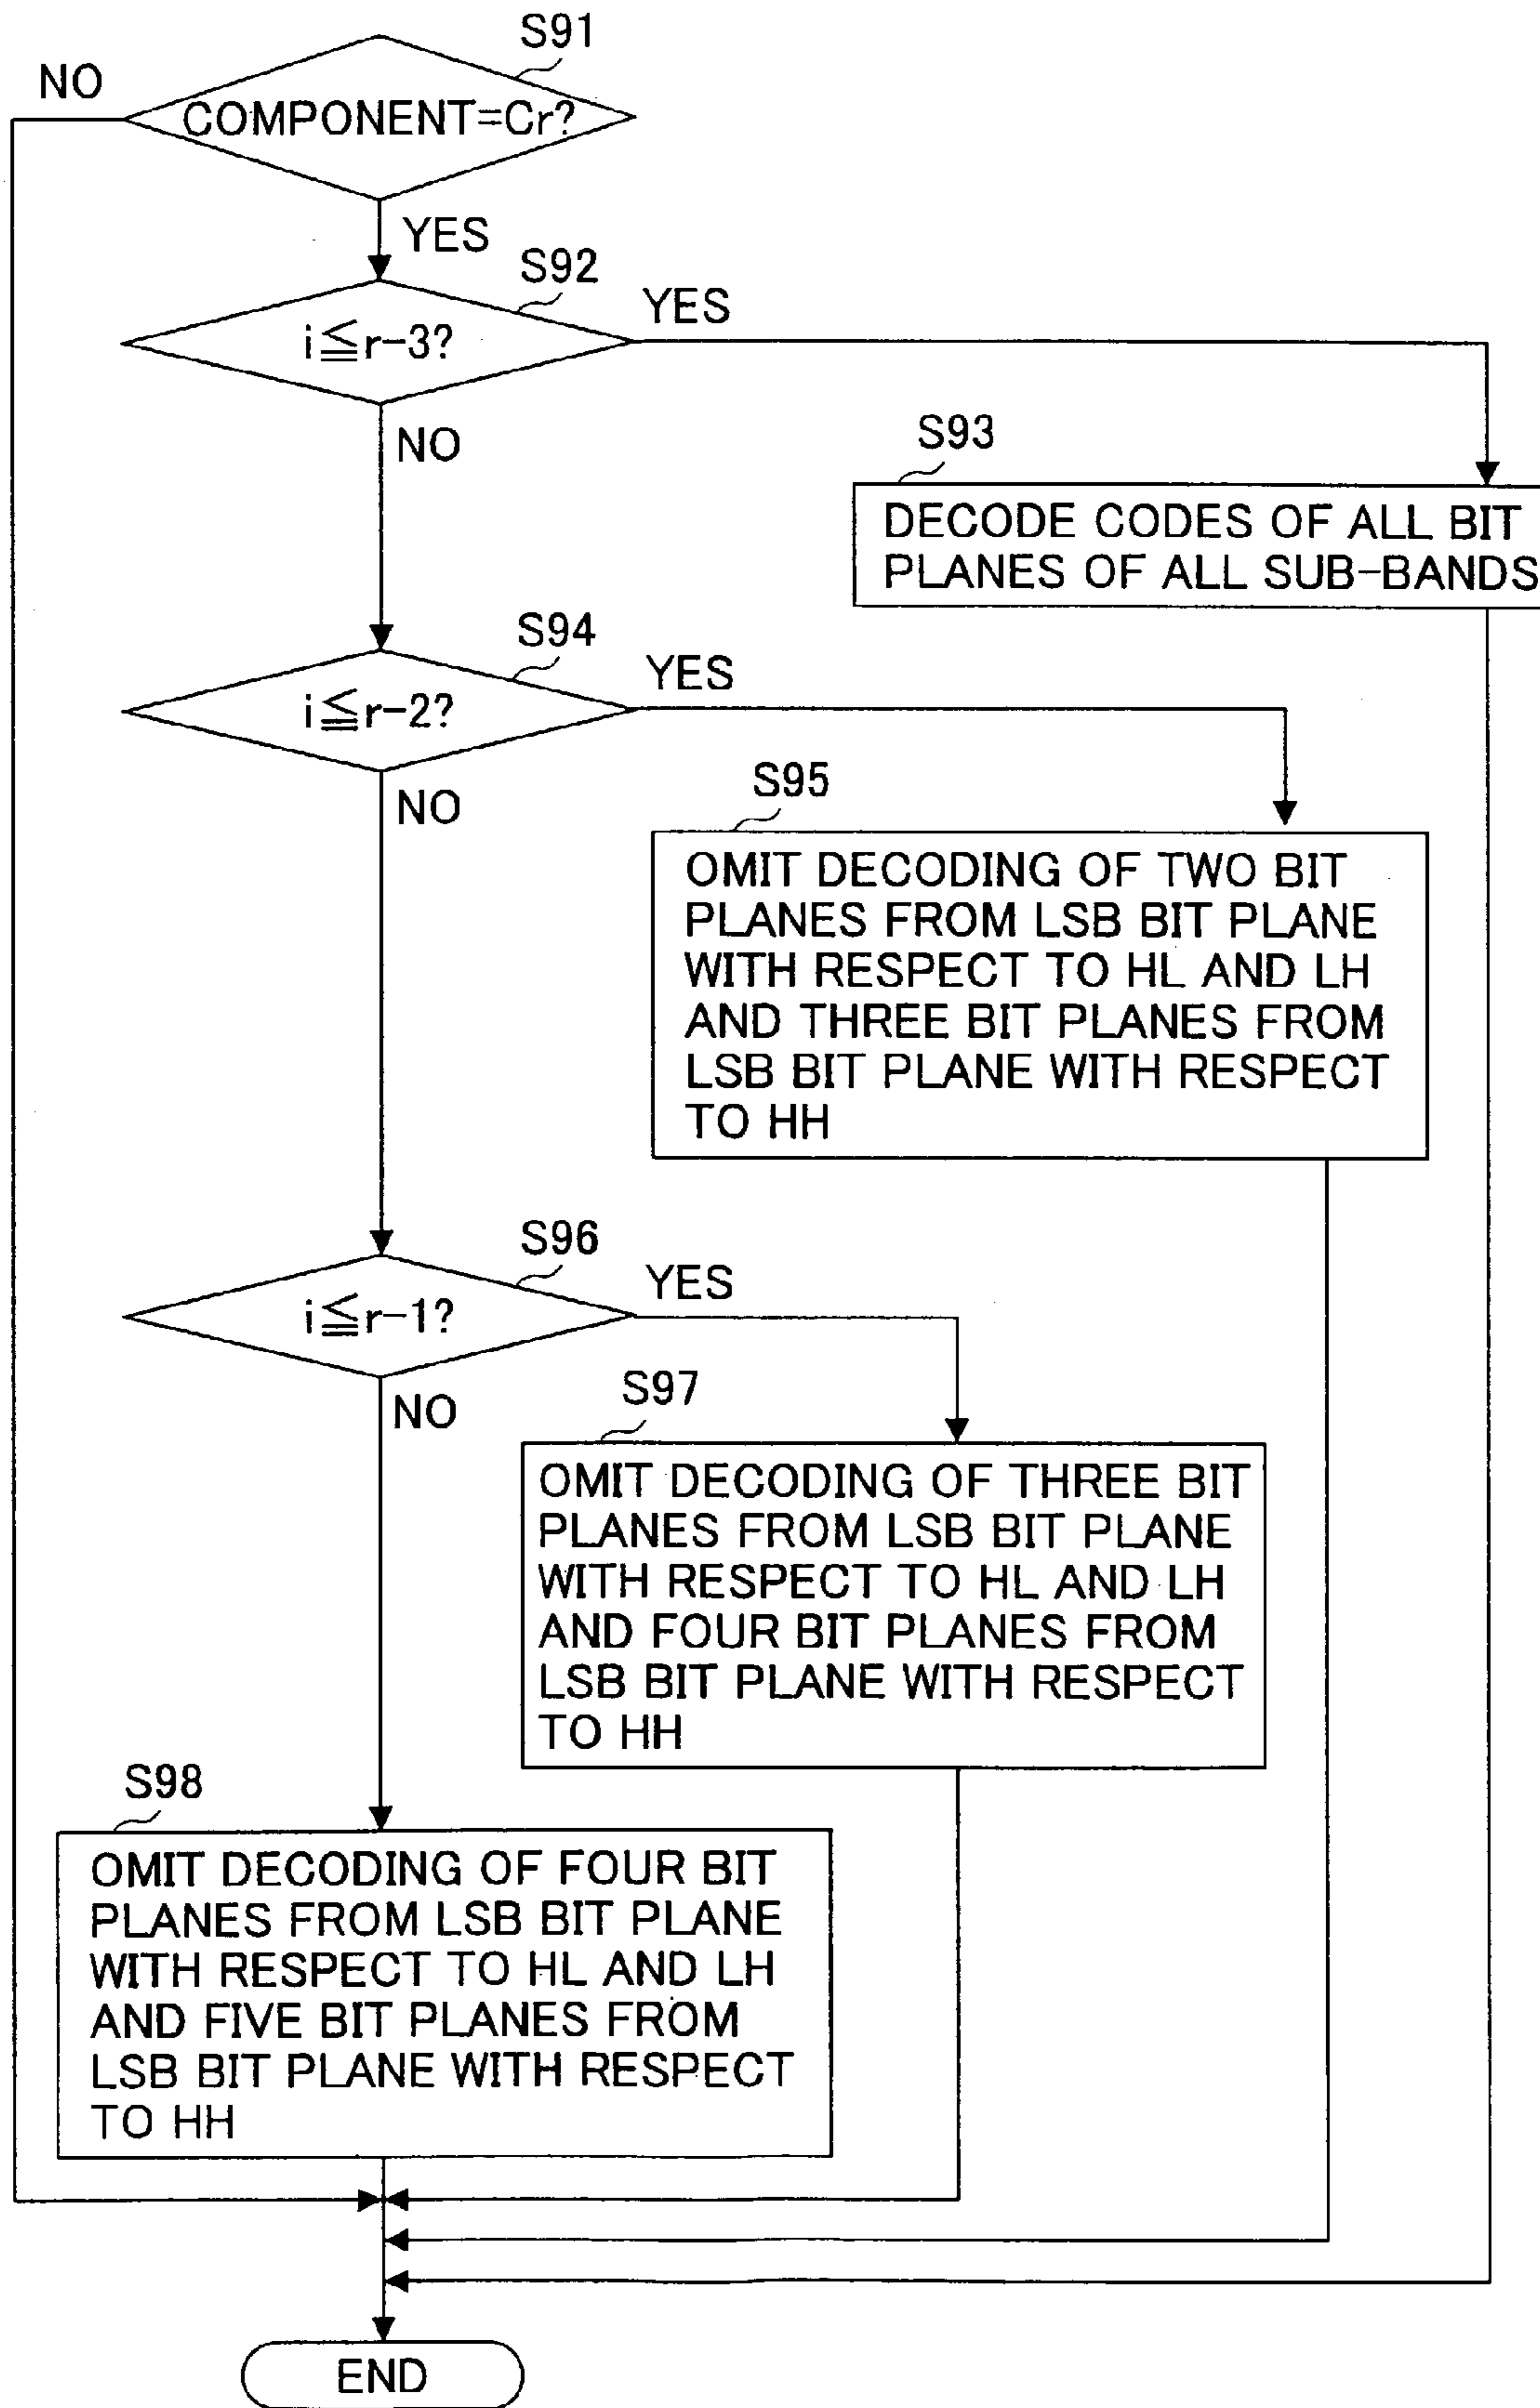 S91
NO
COMPONENT=Cr?
YES
S92
YES
i≦r-3?
NO
S93
DECODE CODES OF ALL BIT
PLANES OF ALL SUB-BANDS
S94
YES
i≦r-2?
NO
S95
OMIT DECODING OF TWO BIT
PLANES FROM LSB BIT PLANE
WITH RESPECT TO HL AND LH
AND THREE BIT PLANES FROM
LSB BIT PLANE WITH RESPECT
TO HH
S96
YES
i≦r-1?
NO
S97
OMIT DECODING OF THREE BIT
PLANES FROM LSB BIT PLANE
WITH RESPECT TO HL AND LH
AND FOUR BIT PLANES FROM
LSB BIT PLANE WITH RESPECT
TO HH
S98
OMIT DECODING OF FOUR BIT
PLANES FROM LSB BIT PLANE
WITH RESPECT TO HL AND LH
AND FIVE BIT PLANES FROM
LSB BIT PLANE WITH RESPECT
TO HH
END